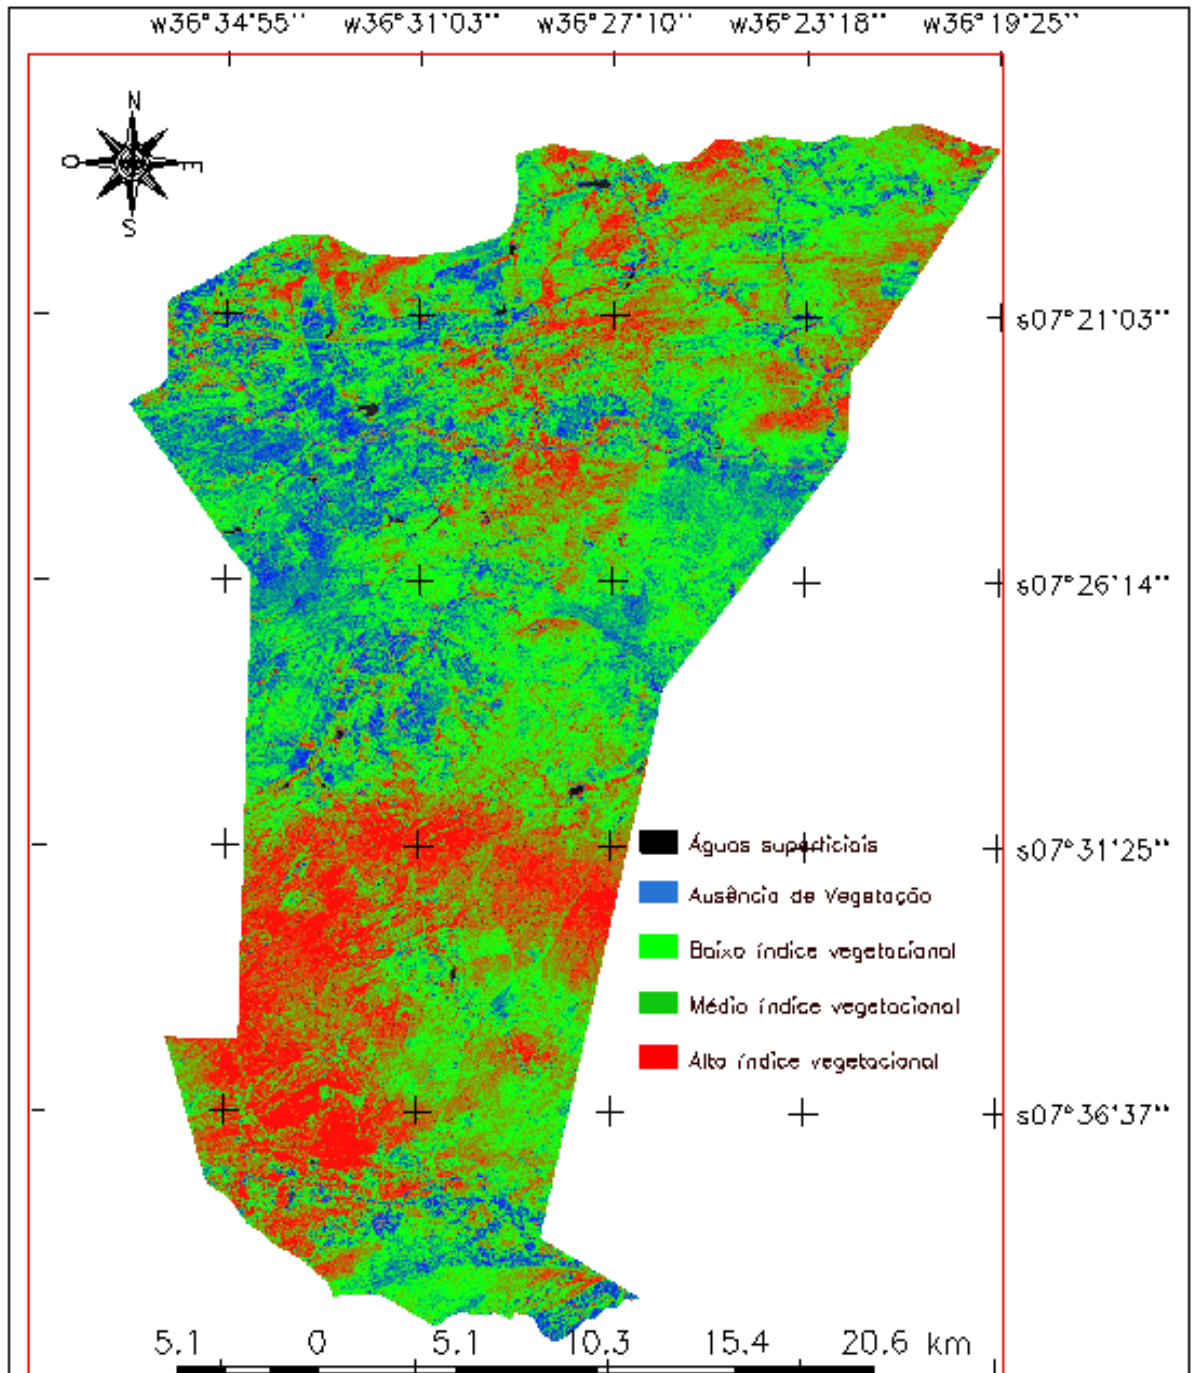 w36°34'55'' w36°31'03'' w36°27'10'' w36°23'18'' w36°19'25''
N
O E
S
s07°21'03''
s07°26'14''
s07°31'25''
s07°36'37''
Águas superficiais
Ausência de Vegetação
Baixo índice vegetacional
Médio índice vegetacional
Alto índice vegetacional
5.1 0 5.1 10.3 15.4 20.6 km